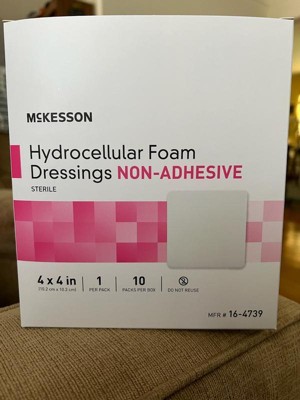 McKESSON
Hydrocellular Foam
Dressings NON-ADHESIVE
STERILE
4 x 4 in
(10.2 cm x 10.2 cm)
1
PER PACK
10
PACKS PER BOX
DO NOT REUSE
MFR # 16-4739